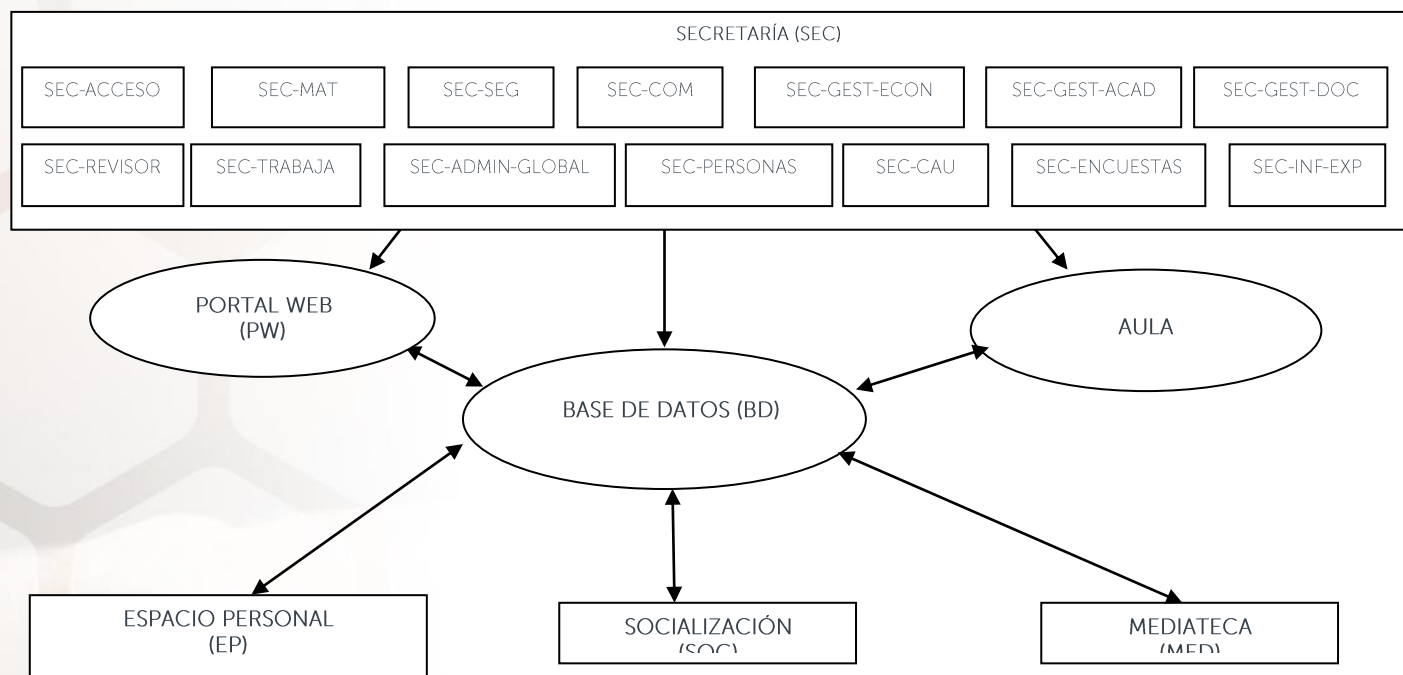 SECRETARÍA (SEC)
SEC-ACCESO
SEC-MAT
SEC-SEG
SEC-COM
SEC-GEST-ECON
SEC-GEST-ACAD
SEC-GEST-DOC
SEC-REVISOR
SEC-TRABAJA
SEC-ADMIN-GLOBAL
SEC-PERSONAS
SEC-CAU
SEC-ENCUESTAS
SEC-INF-EXP
PORTAL WEB
(PW)
AULA
BASE DE DATOS (BD)
ESPACIO PERSONAL
(EP)
SOCIALIZACIÓN
(SOC)
MEDIATECA
(MED)